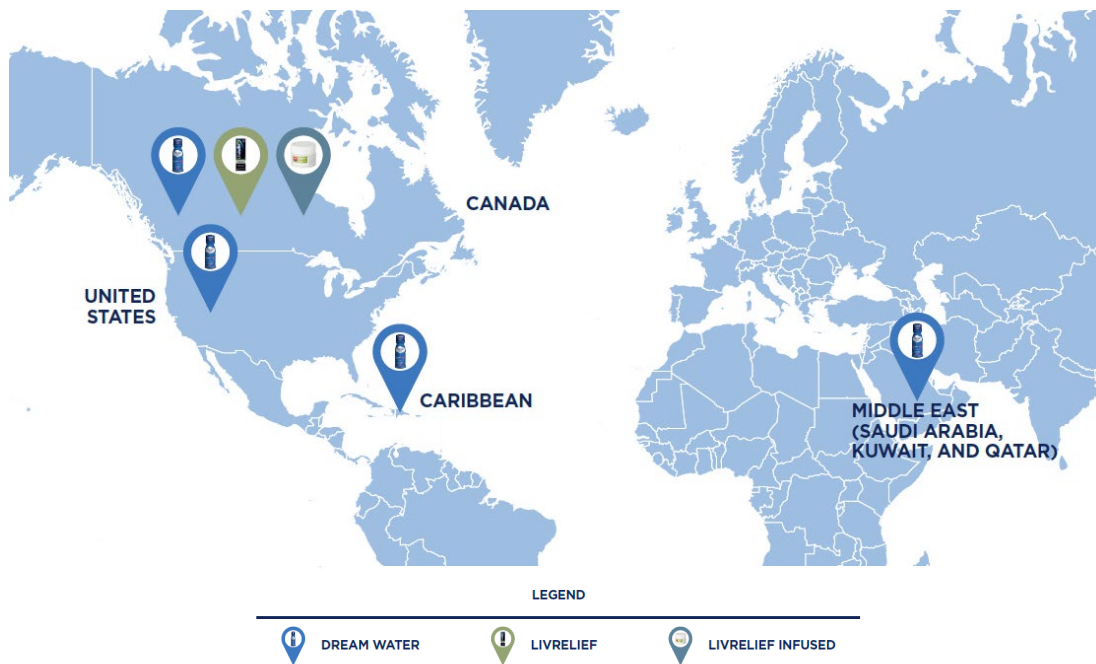 CANADA
UNITED
STATES
CARIBBEAN
MIDDLE EAST
(SAUDI ARABIA,
KUWAIT, AND QATAR)
LEGEND
DREAM WATER
LIVRELIEF
LIVRELIEF INFUSED